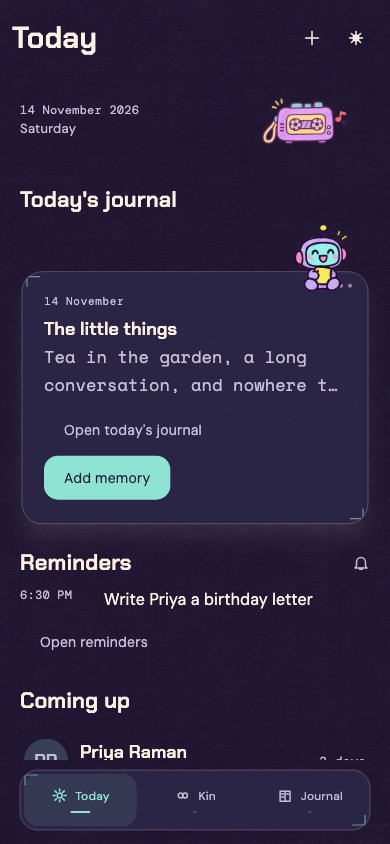 Today
14 November 2026
Saturday
Today's journal
14 November
The little things
Tea in the garden, a long
conversation, and nowhere t…
Open today's journal
Add memory
Reminders
6:30 PM
Write Priya a birthday letter
Open reminders
Coming up
Priya Raman
Today
Kin
Journal